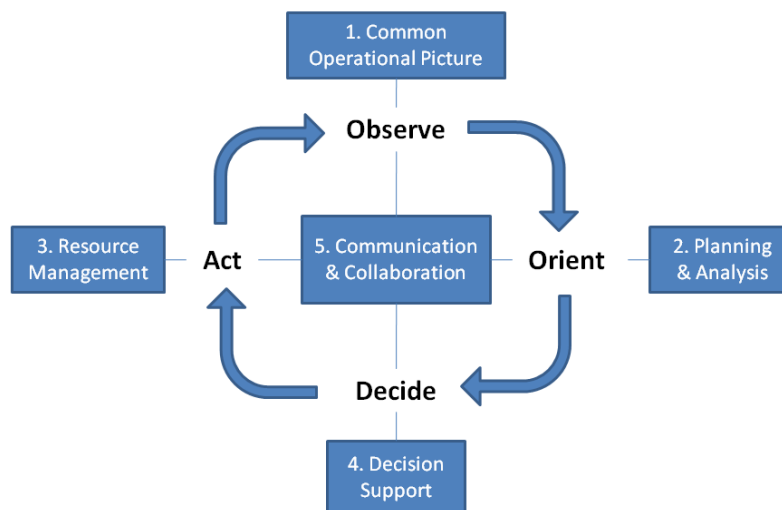 1. Common
Operational Picture
Observe
3. Resource
Management
Act
5. Communication
& Collaboration
Orient
2. Planning
& Analysis
Decide
4. Decision
Support